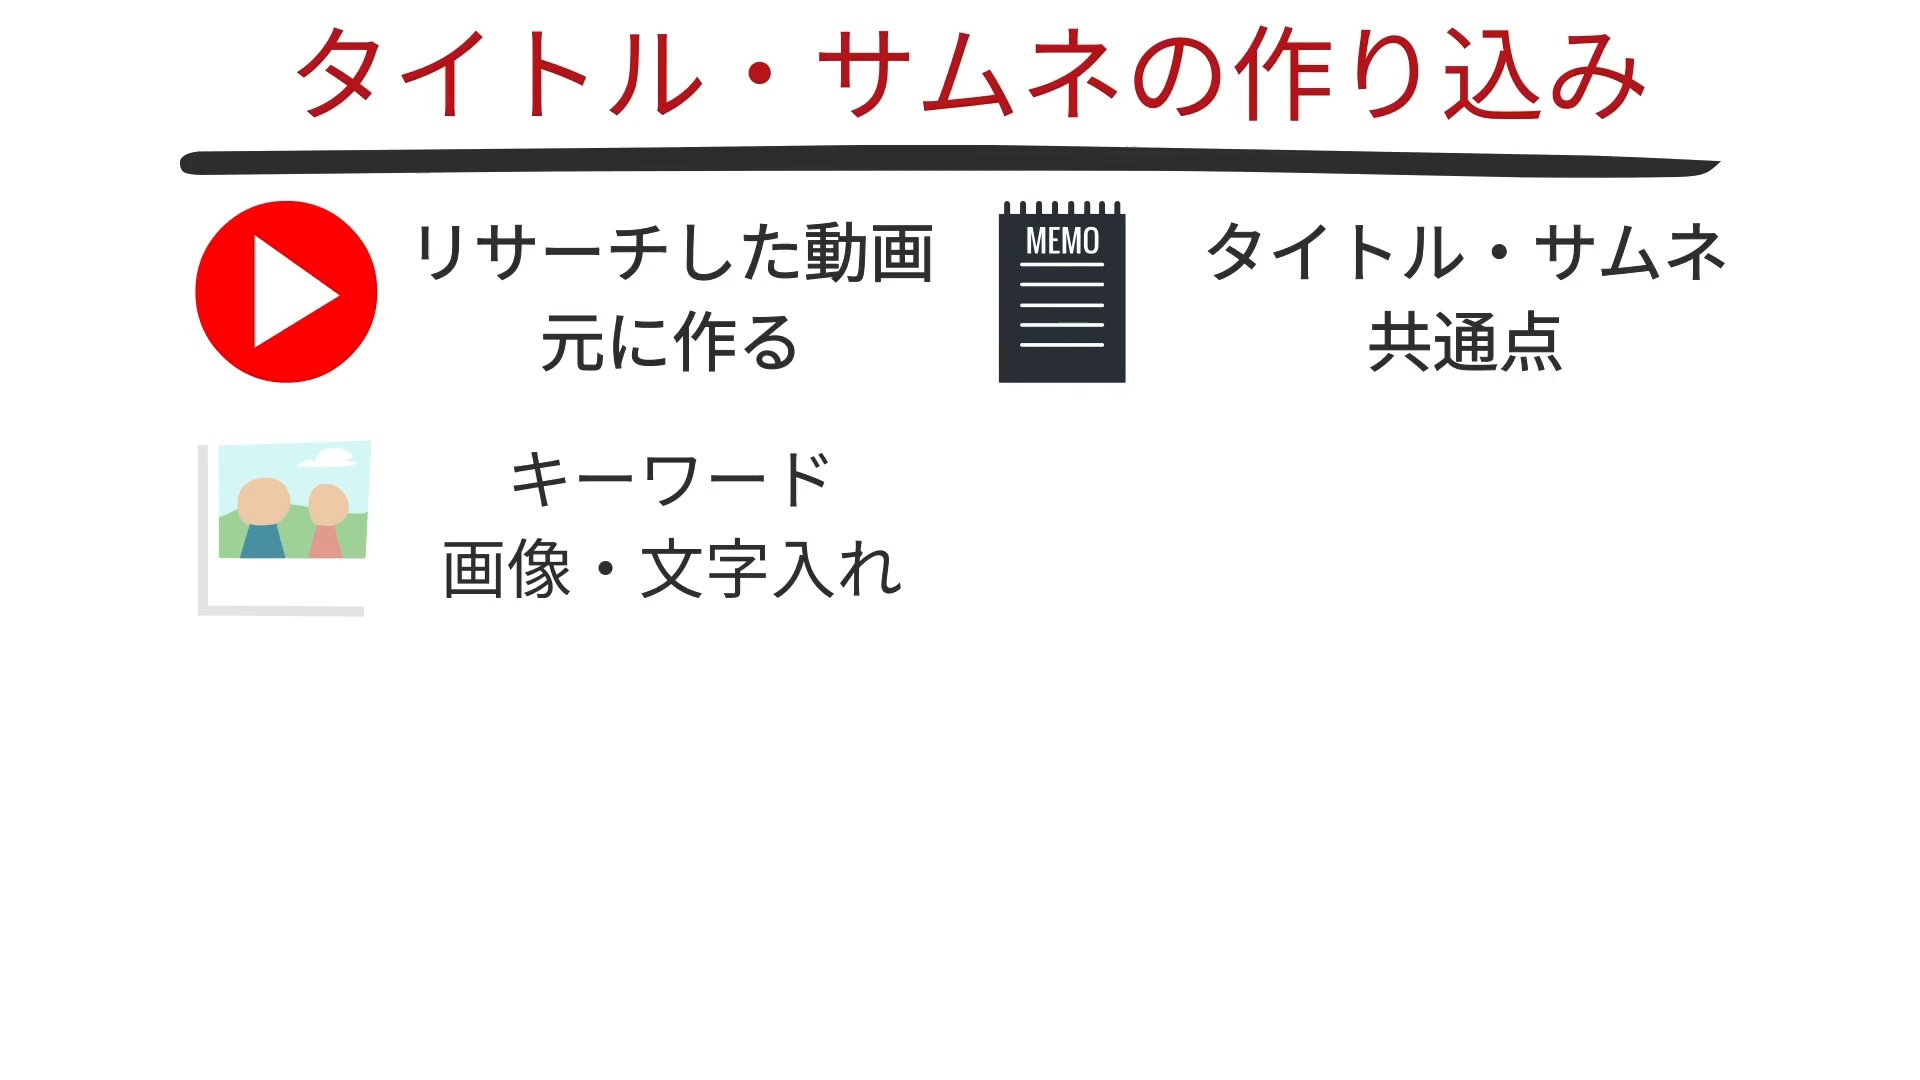 タイトル・サムネの作り込み
リサーチした動画
元に作る
MEMO
タイトル・サムネ
共通点
キーワード
画像・文字入れ